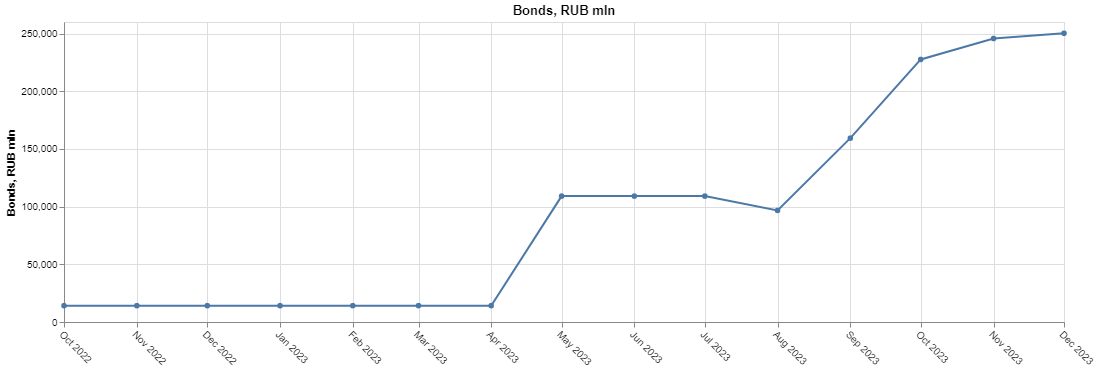 Bonds, RUB mln
Bonds, RUB mln
250,000
200,000
150,000
100,000
50,000
0
Oct 2022
Nov 2022
Dec 2022
Jan 2023
Feb 2023
Mar 2023
Apr 2023
May 2023
Jun 2023
Jul 2023
Aug 2023
Sep 2023
Oct 2023
Nov 2023
Dec 2023